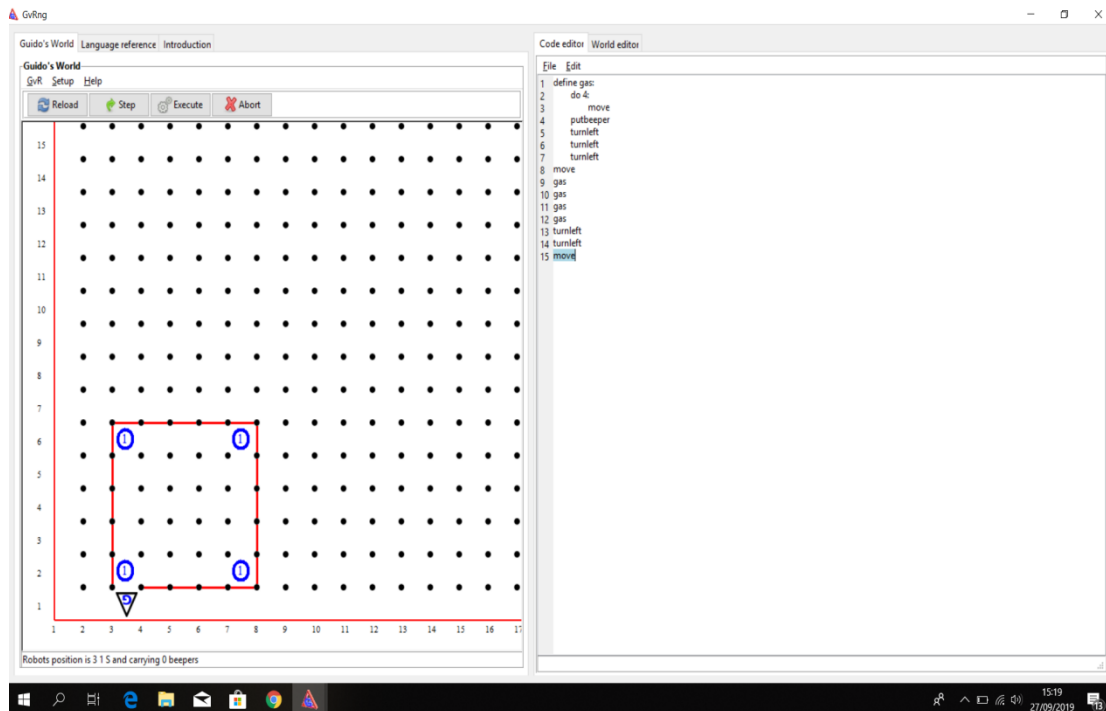 GvRng
Guido's World Language reference Introduction
Guido's World
GvR Setup Help
Reload Step Execute Abort
15
14
13
12
11
10
9
8
7
6 1 1
5
4
3
2 1 1
1 G
1 2 3 4 5 6 7 8 9 10 11 12 13 14 15 16 17
Robots position is 3 1 S and carrying 0 beepers
Code editor World editor
File Edit
1 define gas:
2 do 4:
3 move
4 putbeeper
5 turnleft
6 turnleft
7 turnleft
8 move
9 gas
10 gas
11 gas
12 gas
13 turnleft
14 turnleft
15 move
15:19
27/09/2019
13